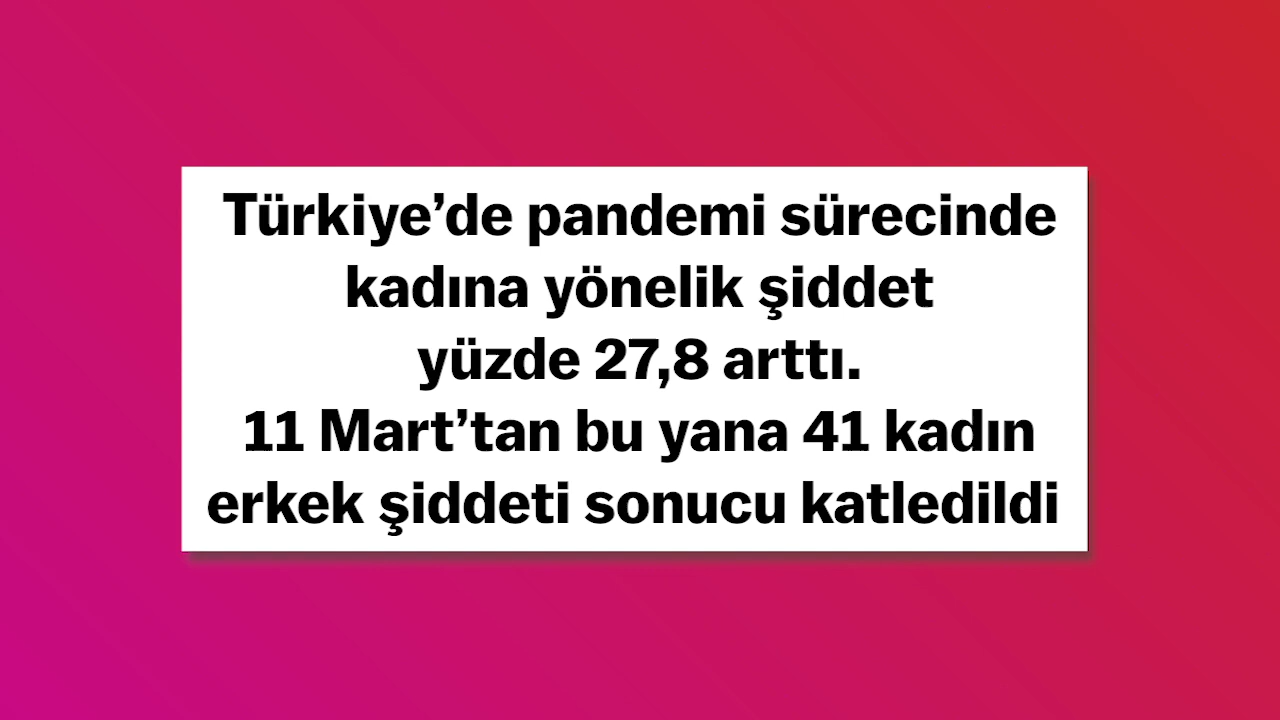 Türkiye’de pandemi sürecinde
kadına yönelik şiddet
yüzde 27,8 arttı.
11 Mart’tan bu yana 41 kadın
erkek şiddeti sonucu katledildi